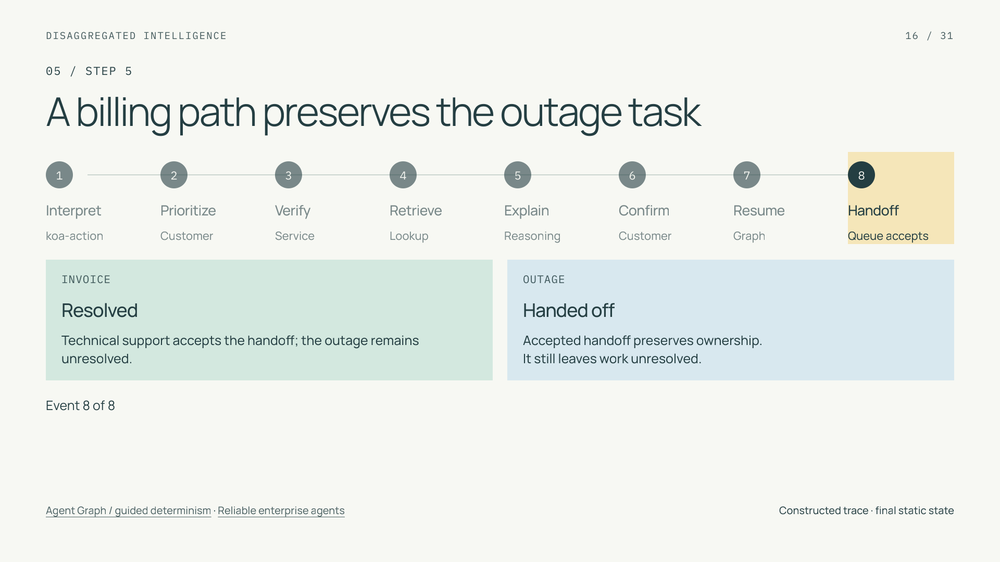 DISAGGREGATED INTELLIGENCE
16 / 31
05 / STEP 5
A billing path preserves the outage task
1
2
3
4
5
6
7
8
Interpret
Prioritize
Verify
Retrieve
Explain
Confirm
Resume
Handoff
koa-action
Customer
Service
Lookup
Reasoning
Customer
Graph
Queue accepts
INVOICE
Resolved
Technical support accepts the handoff; the outage remains
unresolved.
OUTAGE
Handed off
Accepted handoff preserves ownership.
It still leaves work unresolved.
Event 8 of 8
Agent Graph / guided determinism · Reliable enterprise agents
Constructed trace · final static state